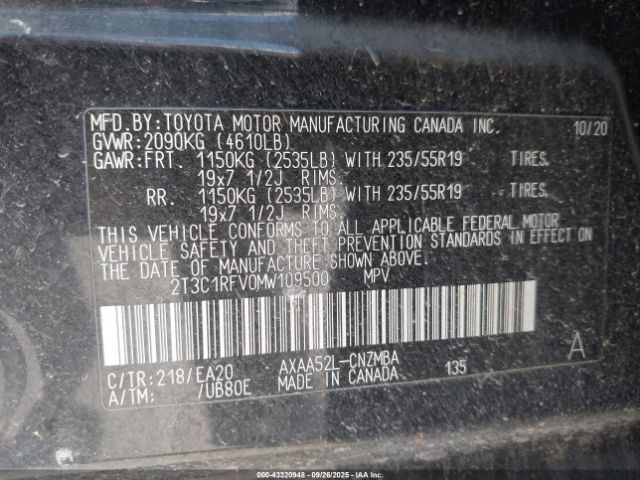 MFD.BY:TOYOTA MOTOR MANUFACTURING CANADA INC. 10/20
GVWR:2090KG (4610LB)
GAWR:FRT. 1150KG (2535LB) WITH 235/55R19 TIRES,
19x7 1/2J RIMS,
RR. 1150KG (2535LB) WITH 235/55R19 TIRES,
19x7 1/2J RIMS,
THIS VEHICLE CONFORMS TO ALL APPLICABLE FEDERAL MOTOR
VEHICLE SAFETY AND THEFT PREVENTION STANDARDS IN EFFECT ON
THE DATE OF MANUFACTURE SHOWN ABOVE.
2T3C1RFV0MW109500 MPV
C/TR:218/EA20 AXAA52L-CNZMBA 135 A
A/TM: /UB80E MADE IN CANADA
000-43320948 - 09/26/2025 - IAAI.CA